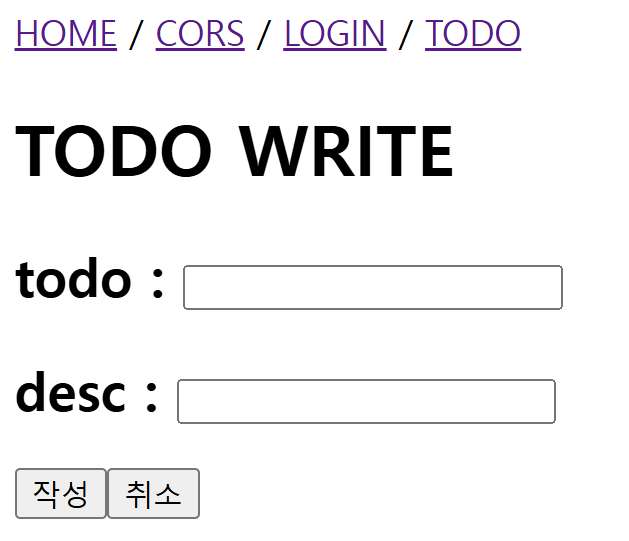 HOME / CORS / LOGIN / TODO
TODO WRITE
todo :
desc :
작성 취소